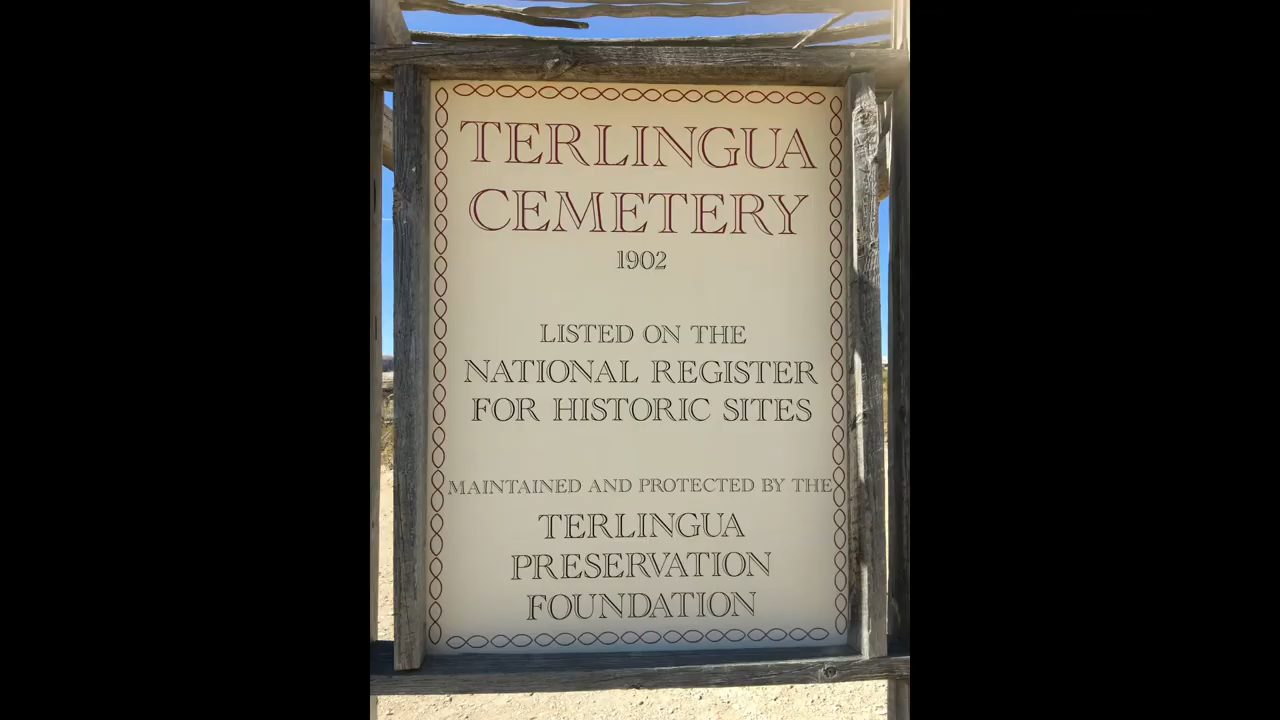 TERLINGUA
CEMETERY
1902
LISTED ON THE
NATIONAL REGISTER
FOR HISTORIC SITES
MAINTAINED AND PROTECTED BY THE
TERLINGUA
PRESERVATION
FOUNDATION